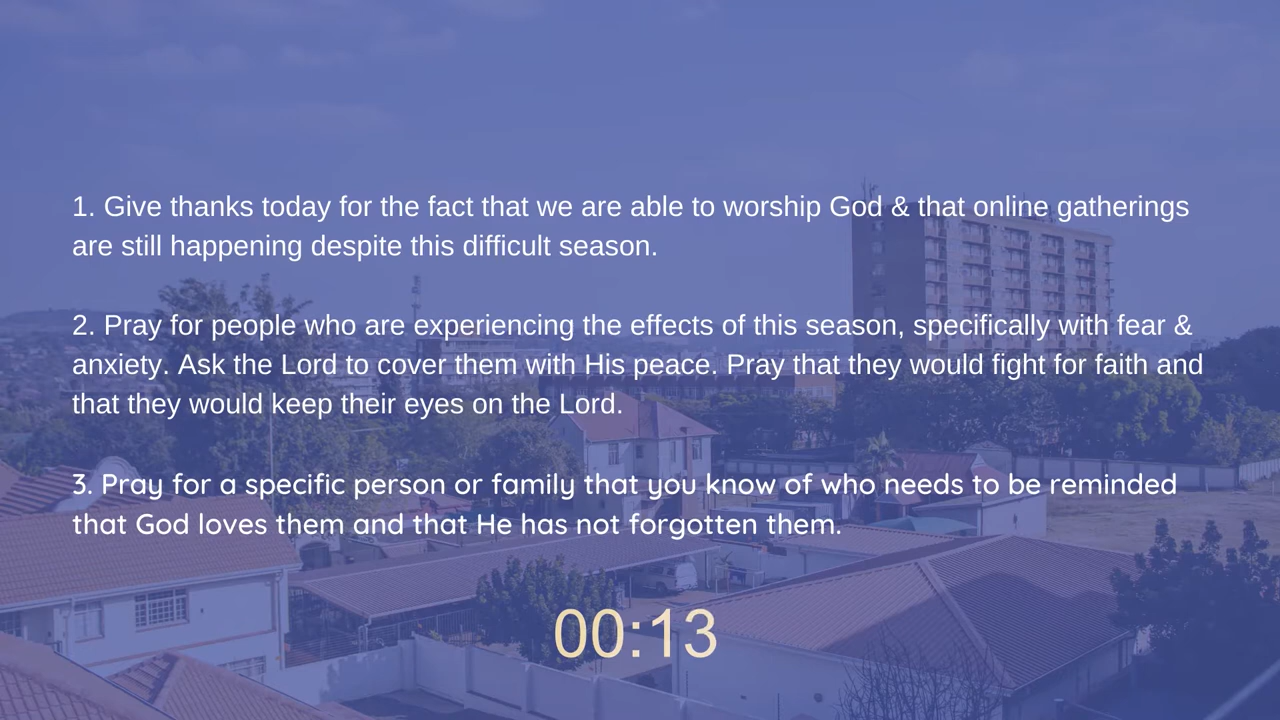 1. Give thanks today for the fact that we are able to worship God & that online gatherings
are still happening despite this difficult season.
2. Pray for people who are experiencing the effects of this season, specifically with fear &
anxiety. Ask the Lord to cover them with His peace. Pray that they would fight for faith and
that they would keep their eyes on the Lord.
3. Pray for a specific person or family that you know of who needs to be reminded
that God loves them and that He has not forgotten them.
00:13